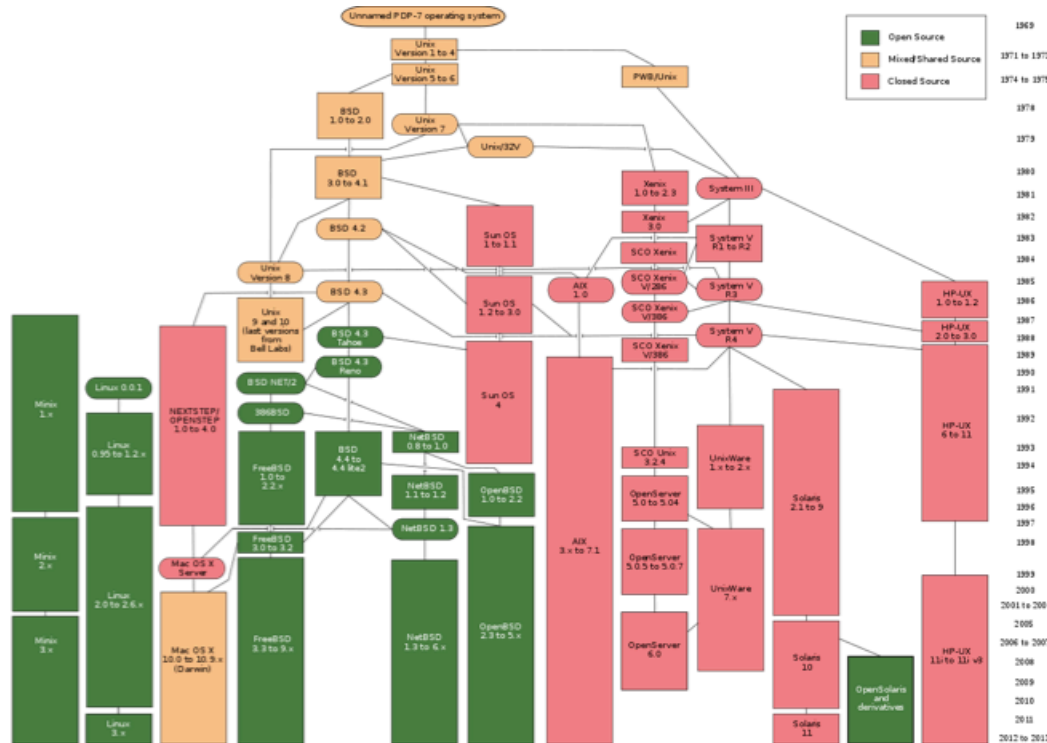 Unnamed PDP-7 operating system
1969
Open Source
Mixed/Shared Source
Closed Source
Unix
Version 1 to 4
1971 to 197
Unix
Version 5 to 6
PWB/Unix
1974 to 197
BSD
1.0 to 2.0
1978
Unix
Version 7
1979
Unix/32V
BSD
3.0 to 4.1
1980
Xenix
1.0 to 2.3
System III
1981
Xenix
3.0
1982
Sun OS
1 to 1.1
BSD 4.2
System V
R1 to R2
1983
SCO Xenix
1984
Unix
Version 8
SCO Xenix
V/286
AIX
1.0
System V
R3
1985
BSD 4.3
HP-UX
1.0 to 1.2
1986
Unix
9 and 10
(last versions
from
Bell Labs)
Sun OS
1.2 to 3.0
SCO Xenix
V/386
1987
BSD 4.3
Tahoe
System V
R4
HP-UX
2.0 to 3.0
1988
SCO Xenix
V/386
1989
BSD 4.3
Reno
1990
Linux 0.0.1
BSD NET/2
1991
Minix
1.x
NEXTSTEP/
OPENSTEP
1.0 to 4.0
386BSD
Sun OS
4
HP-UX
6 to 11
1992
Linux
0.95 to 1.2.x
FreeBSD
1.0 to
2.2.x
BSD
4.4 to
4.4 lite2
NetBSD
0.8 to 1.0
SCO Unix
3.2.4
UnixWare
1.x to 2.x
1993
1994
NetBSD
1.1 to 1.2
OpenBSD
1.0 to 2.2
OpenServer
5.0 to 5.04
Solaris
2.1 to 9
1995
1996
NetBSD 1.3
1997
FreeBSD
3.0 to 3.2
AIX
3.x to 7.1
OpenServer
5.0.5 to 5.0.7
1998
Minix
2.x
Mac OS X
Server
1999
Linux
2.0 to 2.6.x
UnixWare
7.x
2000
2001 to 200
Minix
3.x
Mac OS X
10.0 to 10.9.x
(Darwin)
FreeBSD
3.3 to 9.x
NetBSD
1.3 to 6.x
OpenBSD
2.3 to 5.x
OpenServer
6.0
2005
2006 to 2007
Solaris
10
HP-UX
11i to 11i v3
2008
2009
OpenSolaris
and
derivatives
2010
Linux
3.x
Solaris
11
2011
2012 to 2013